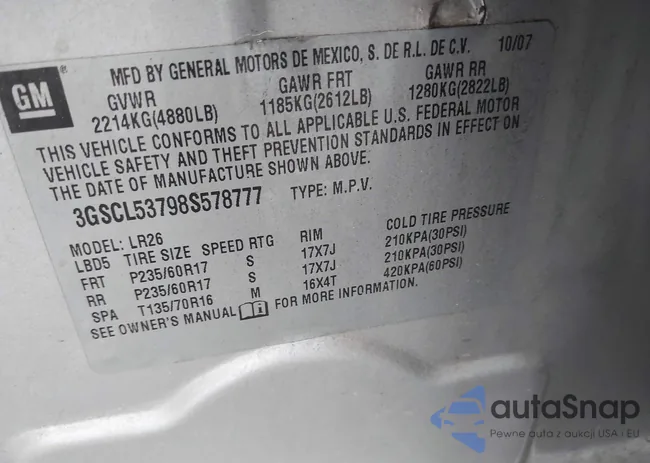 GM
MFD BY GENERAL MOTORS DE MEXICO, S. DE R.L. DE C.V. 10/07
GVWR GAWR FRT GAWR RR
2214KG(4880LB) 1185KG(2612LB) 1280KG(2822LB)
THIS VEHICLE CONFORMS TO ALL APPLICABLE U.S. FEDERAL MOTOR
VEHICLE SAFETY AND THEFT PREVENTION STANDARDS IN EFFECT ON
THE DATE OF MANUFACTURE SHOWN ABOVE.
3GSCL53798S578777 TYPE: M.P.V.
MODEL: LR26
LBD5 TIRE SIZE SPEED RTG RIM COLD TIRE PRESSURE
FRT P235/60R17 S 17X7J 210KPA(30PSI)
RR P235/60R17 S 17X7J 210KPA(30PSI)
SPA T135/70R16 M 16X4T 420KPA(60PSI)
SEE OWNER'S MANUAL FOR MORE INFORMATION.
autaSnap
Pewne auta z aukcji USA i EU